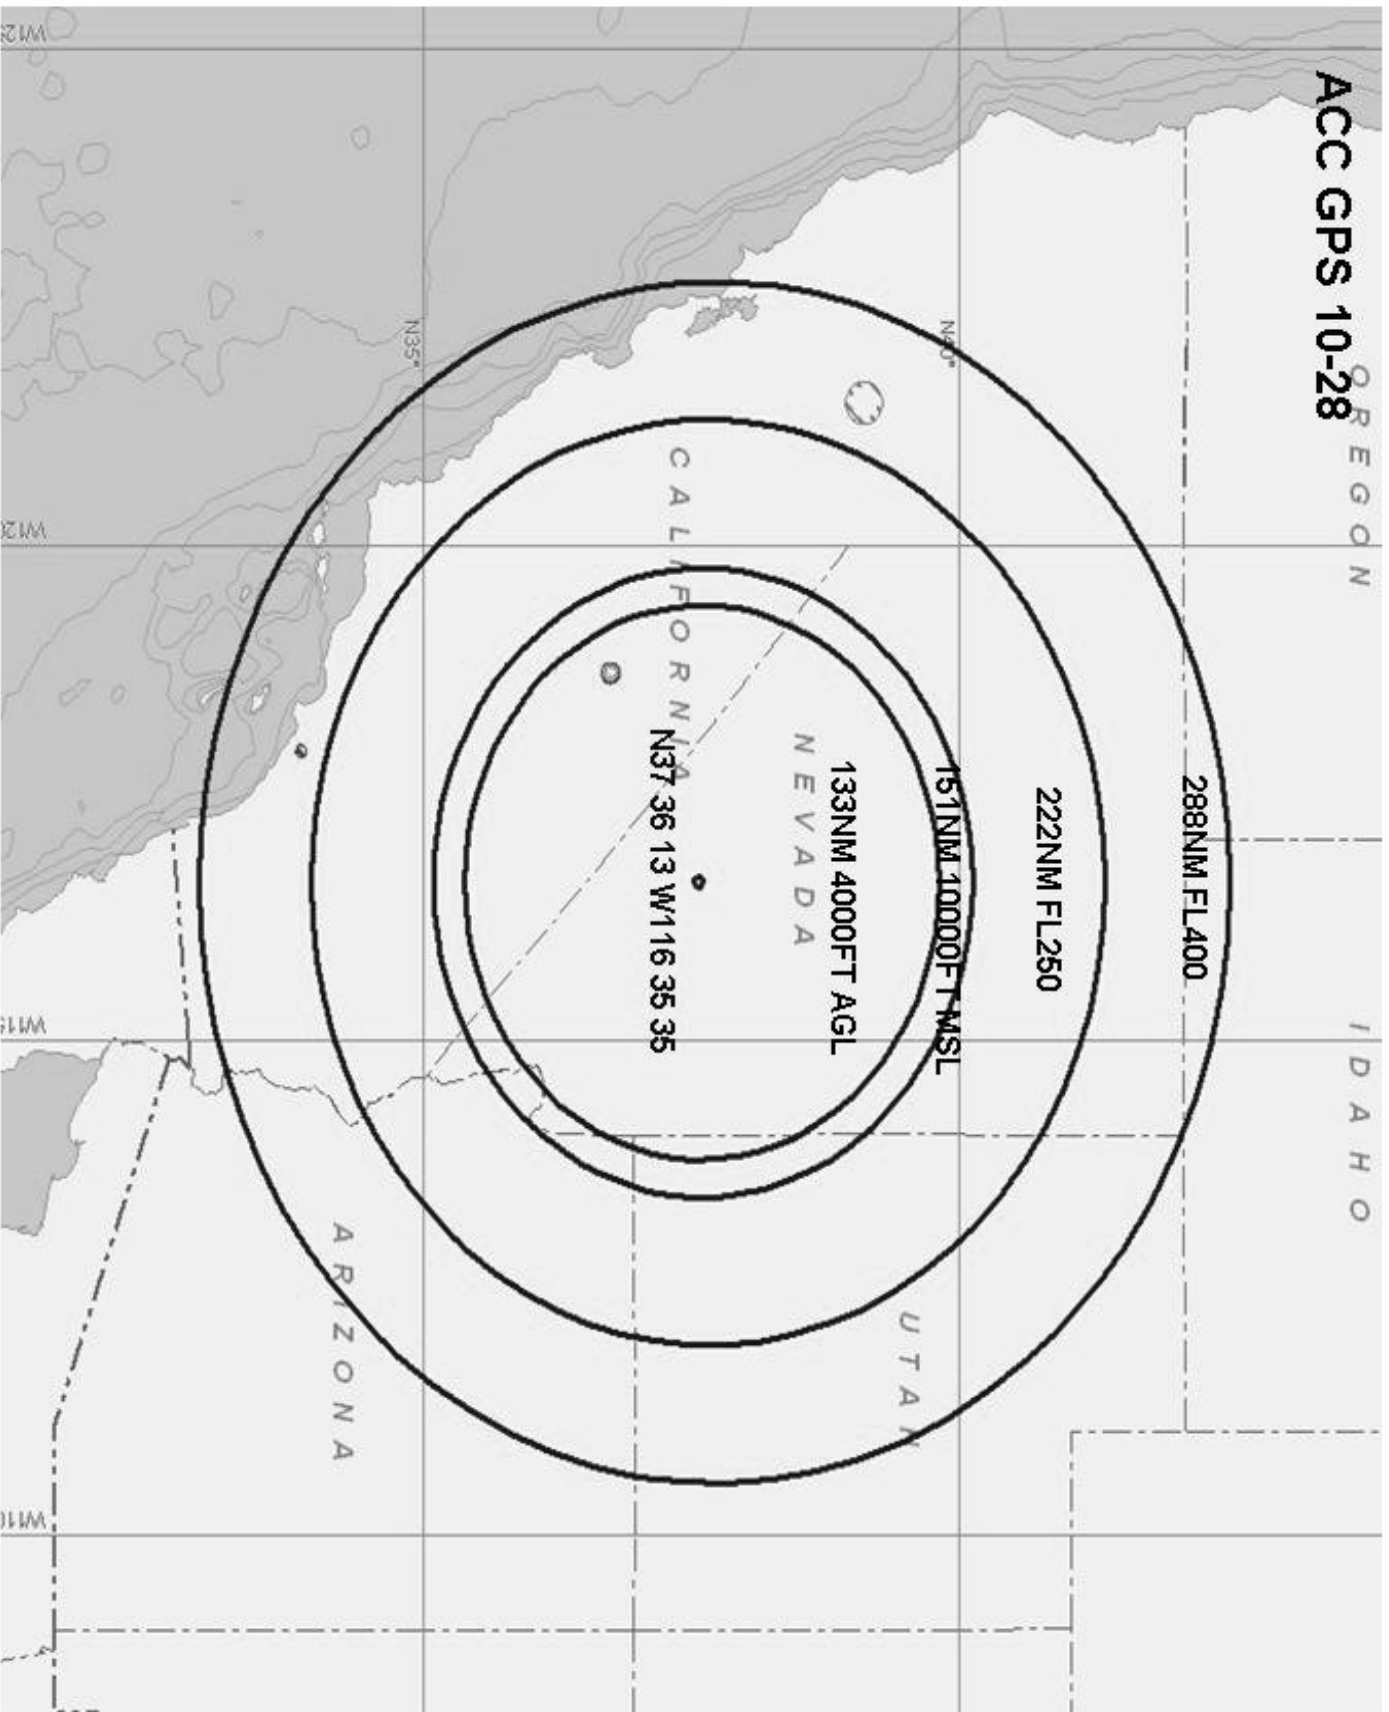 ACC GPS 10-28
OREGON
IDAHO
288NM FL400
222NM FL250
N40°
151NM 10000FT MSL
133NM 4000FT AGL
NEVADA
UTAH
CALIFORNIA
N37 36 13 W116 35 35
N35°
ARIZONA